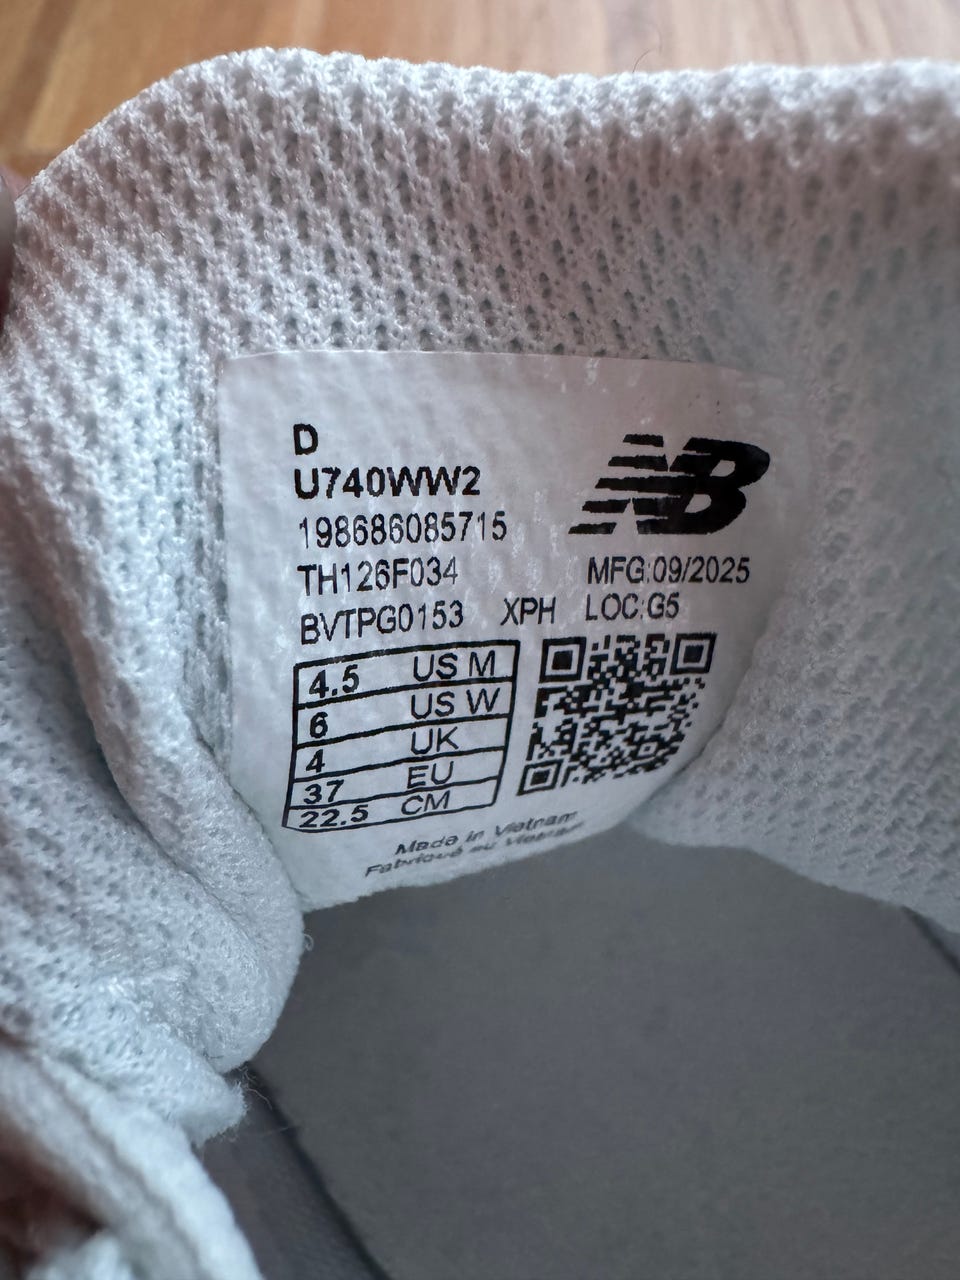 D
U740WW2
NB
198686085715
TH126F034 MFG:09/2025
BVTPG0153 XPH LOC:G5
4.5 US M
6 US W
4 UK
37 EU
22.5 CM
Made in Vietnam
Fabriqué au Vietnam